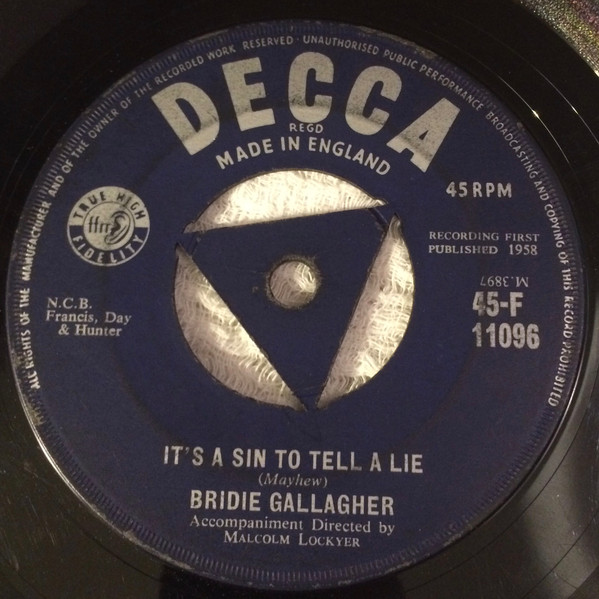 ALL RIGHTS OF THE MANUFACTURER AND OF THE OWNER OF THE RECORDED WORK RESERVED · UNAUTHORISED PUBLIC PERFORMANCE BROADCASTING AND COPYING OF THIS RECORD PROHIBITED
DECCA
REGD
MADE IN ENGLAND
45 RPM
TRUE HIGH
ffrr
FIDELITY
RECORDING FIRST
PUBLISHED 1958
M.3897
45-F
11096
N.C.B.
Francis, Day
& Hunter
IT'S A SIN TO TELL A LIE
(Mayhew)
BRIDIE GALLAGHER
Accompaniment Directed by
MALCOLM LOCKYER